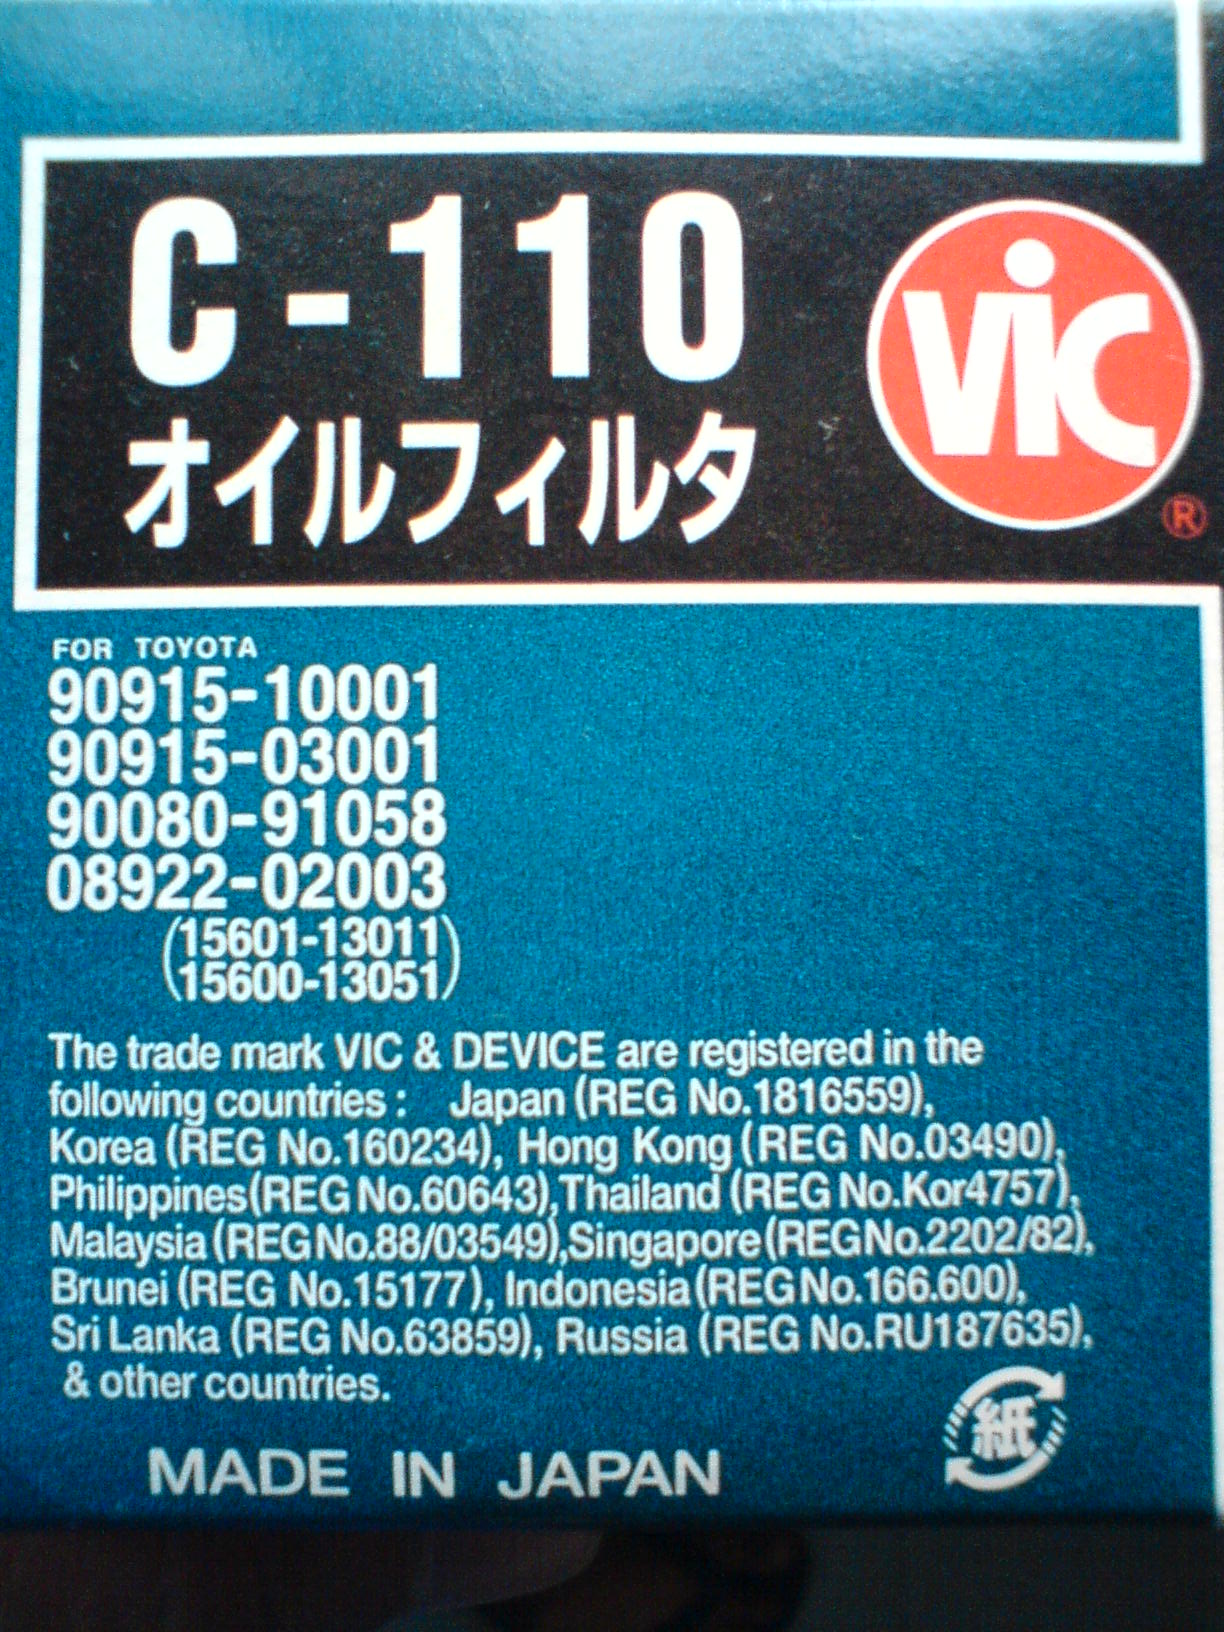 C-110
オイルフィルタ
ViC
®
FOR TOYOTA
90915-10001
90915-03001
90080-91058
08922-02003
(15601-13011)
(15600-13051)
The trade mark VIC & DEVICE are registered in the
following countries : Japan (REG No.1816559),
Korea (REG No.160234), Hong Kong (REG No.03490),
Philippines(REG No.60643),Thailand (REG No.Kor4757),
Malaysia(REG No.88/03549),Singapore(REG No.2202/82),
Brunei (REG No.15177), Indonesia(REG No.166.600),
Sri Lanka (REG No.63859), Russia (REG No.RU187635),
& other countries.
紙
MADE IN JAPAN